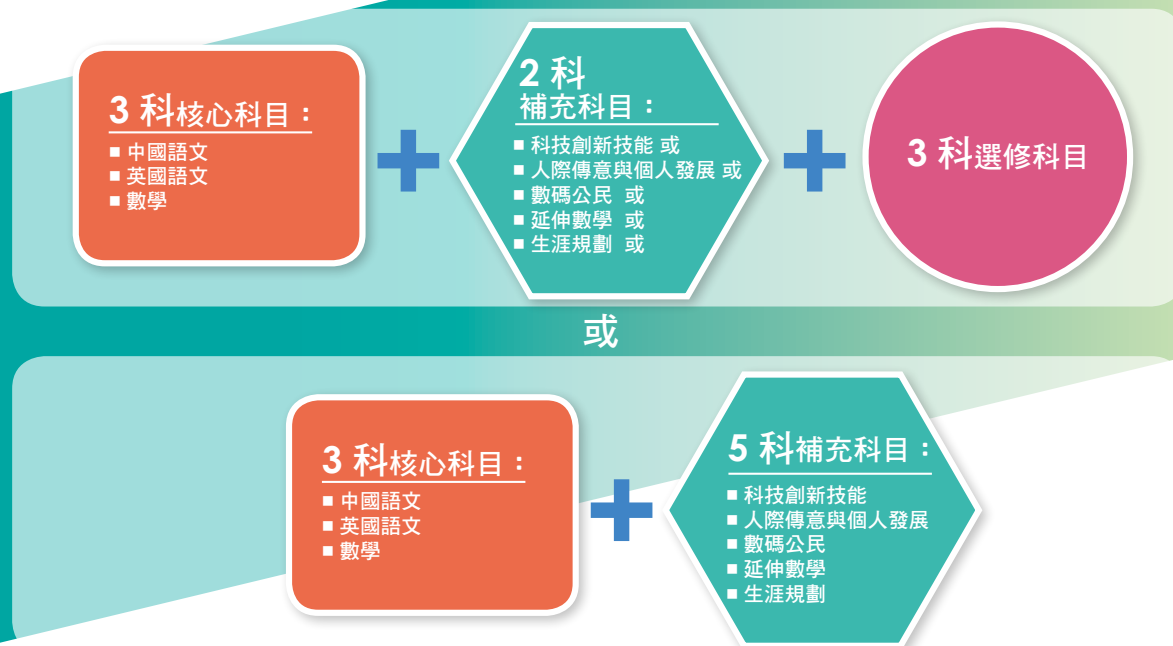 3 科核心科目：
■ 中國語文
■ 英國語文
■ 數學
+
2 科
補充科目：
■ 科技創新技能 或
■ 人際傳意與個人發展 或
■ 數碼公民 或
■ 延伸數學 或
■ 生涯規劃 或
+
3 科選修科目
或
3 科核心科目：
■ 中國語文
■ 英國語文
■ 數學
+
5 科補充科目：
■ 科技創新技能
■ 人際傳意與個人發展
■ 數碼公民
■ 延伸數學
■ 生涯規劃